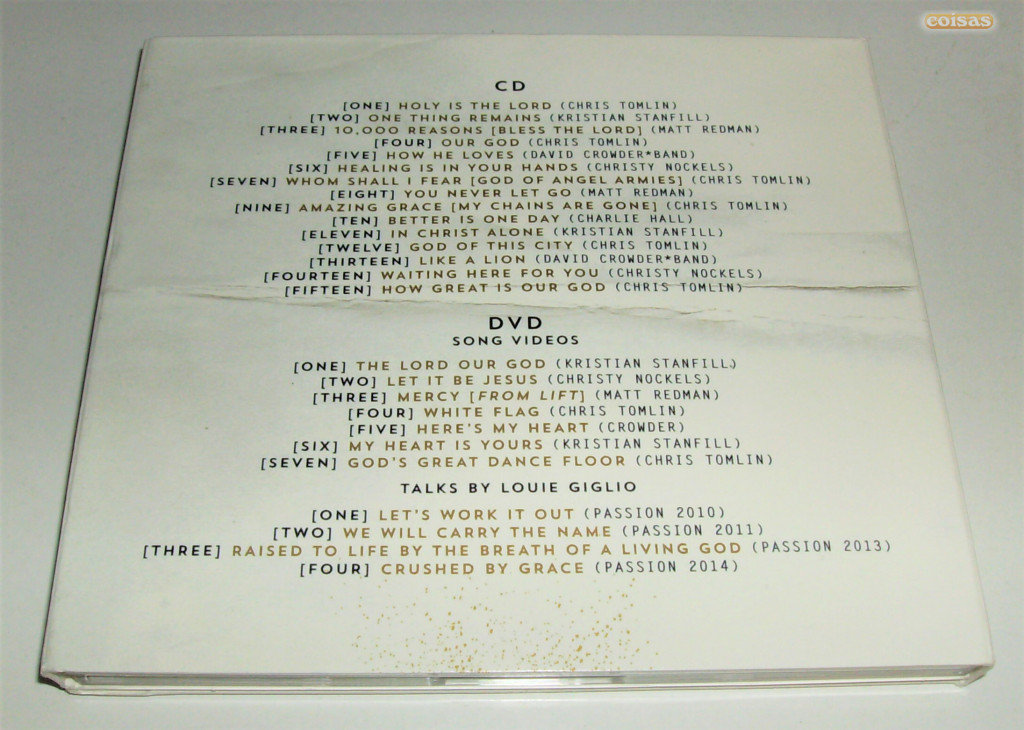 coisas
CD
[ONE] HOLY IS THE LORD (CHRIS TOMLIN)
[TWO] ONE THING REMAINS (KRISTIAN STANFILL)
[THREE] 10,000 REASONS [BLESS THE LORD] (MATT REDMAN)
[FOUR] OUR GOD (CHRIS TOMLIN)
[FIVE] HOW HE LOVES (DAVID CROWDER*BAND)
[SIX] HEALING IS IN YOUR HANDS (CHRISTY NOCKELS)
[SEVEN] WHOM SHALL I FEAR [GOD OF ANGEL ARMIES] (CHRIS TOMLIN)
[EIGHT] YOU NEVER LET GO (MATT REDMAN)
[NINE] AMAZING GRACE [MY CHAINS ARE GONE] (CHRIS TOMLIN)
[TEN] BETTER IS ONE DAY (CHARLIE HALL)
[ELEVEN] IN CHRIST ALONE (KRISTIAN STANFILL)
[TWELVE] GOD OF THIS CITY (CHRIS TOMLIN)
[THIRTEEN] LIKE A LION (DAVID CROWDER*BAND)
[FOURTEEN] WAITING HERE FOR YOU (CHRISTY NOCKELS)
[FIFTEEN] HOW GREAT IS OUR GOD (CHRIS TOMLIN)
DVD
SONG VIDEOS
[ONE] THE LORD OUR GOD (KRISTIAN STANFILL)
[TWO] LET IT BE JESUS (CHRISTY NOCKELS)
[THREE] MERCY [FROM LIFT] (MATT REDMAN)
[FOUR] WHITE FLAG (CHRIS TOMLIN)
[FIVE] HERE'S MY HEART (CROWDER)
[SIX] MY HEART IS YOURS (KRISTIAN STANFILL)
[SEVEN] GOD'S GREAT DANCE FLOOR (CHRIS TOMLIN)
TALKS BY LOUIE GIGLIO
[ONE] LET'S WORK IT OUT (PASSION 2010)
[TWO] WE WILL CARRY THE NAME (PASSION 2011)
[THREE] RAISED TO LIFE BY THE BREATH OF A LIVING GOD (PASSION 2013)
[FOUR] CRUSHED BY GRACE (PASSION 2014)